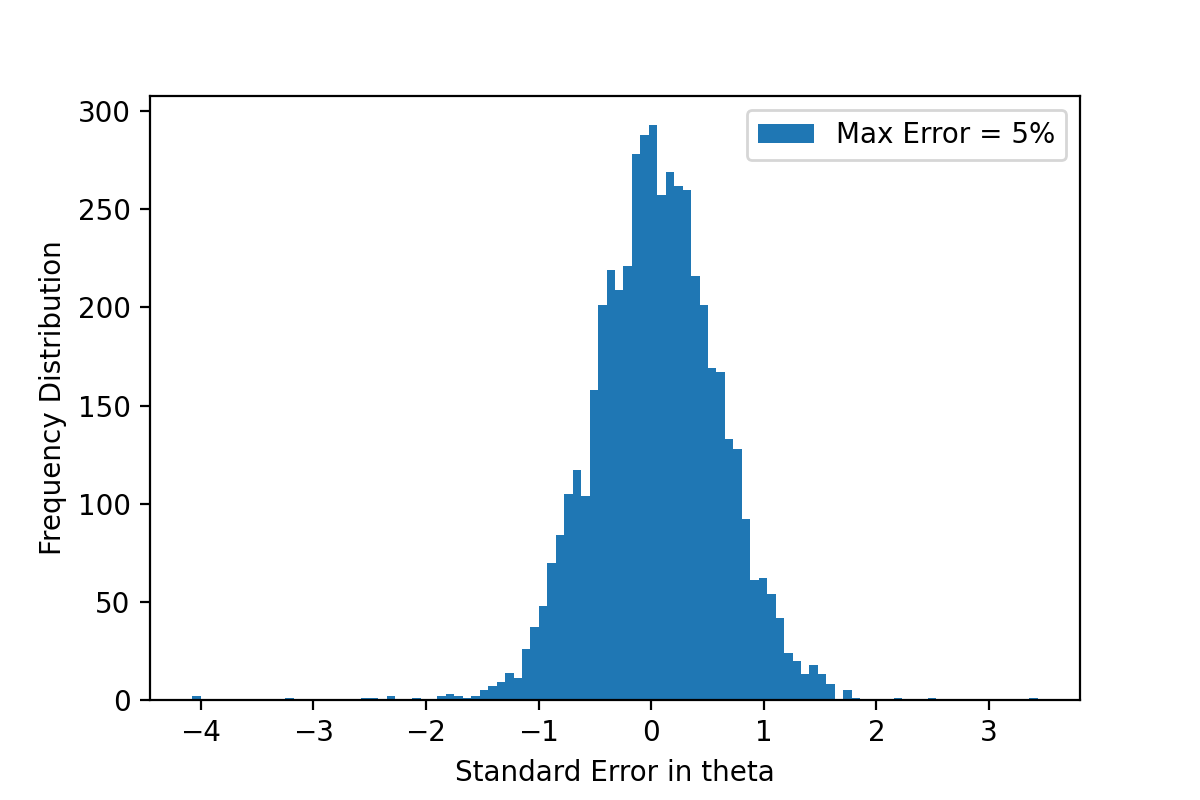 Max Error = 5%
300
250
200
150
100
50
0
Frequency Distribution
−4 −3 −2 −1 0 1 2 3
Standard Error in theta